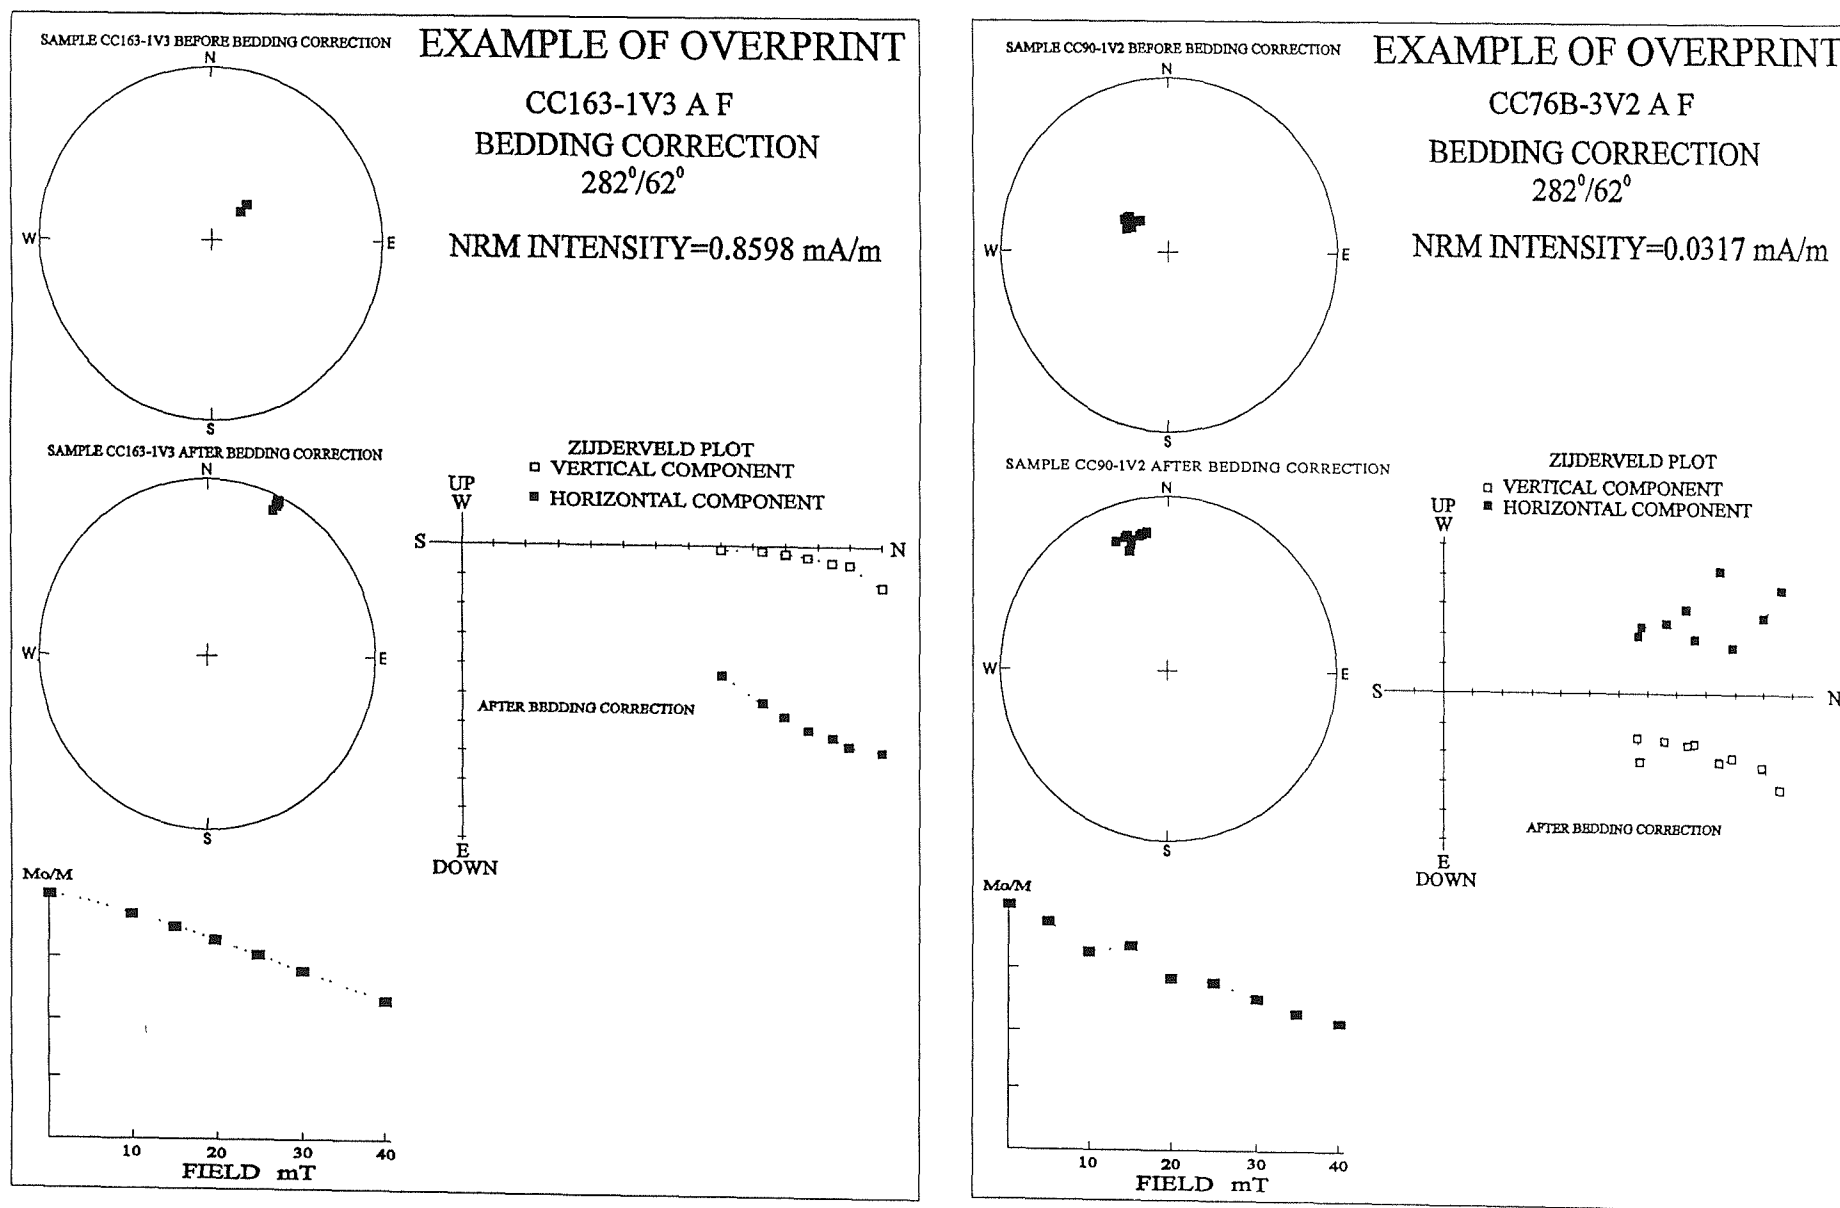 SAMPLE CC163-1V3 BEFORE BEDDING CORRECTION
EXAMPLE OF OVERPRINT
CC163-1V3 A F
BEDDING CORRECTION
282⁰/62⁰
NRM INTENSITY=0.8598 mA/m
N
W
E
S
SAMPLE CC163-1V3 AFTER BEDDING CORRECTION
N
W
E
S
ZIJDERVELD PLOT
□ VERTICAL COMPONENT
■ HORIZONTAL COMPONENT
UP
W
S
N
AFTER BEDDING CORRECTION
E
DOWN
Mo/M
10 20 30 40
FIELD mT
SAMPLE CC90-1V2 BEFORE BEDDING CORRECTION
EXAMPLE OF OVERPRINT
CC76B-3V2 A F
BEDDING CORRECTION
282⁰/62⁰
NRM INTENSITY=0.0317 mA/m
N
W
E
S
SAMPLE CC90-1V2 AFTER BEDDING CORRECTION
N
W
E
S
ZIJDERVELD PLOT
□ VERTICAL COMPONENT
■ HORIZONTAL COMPONENT
UP
W
S
N
AFTER BEDDING CORRECTION
E
DOWN
Mo/M
10 20 30 40
FIELD mT